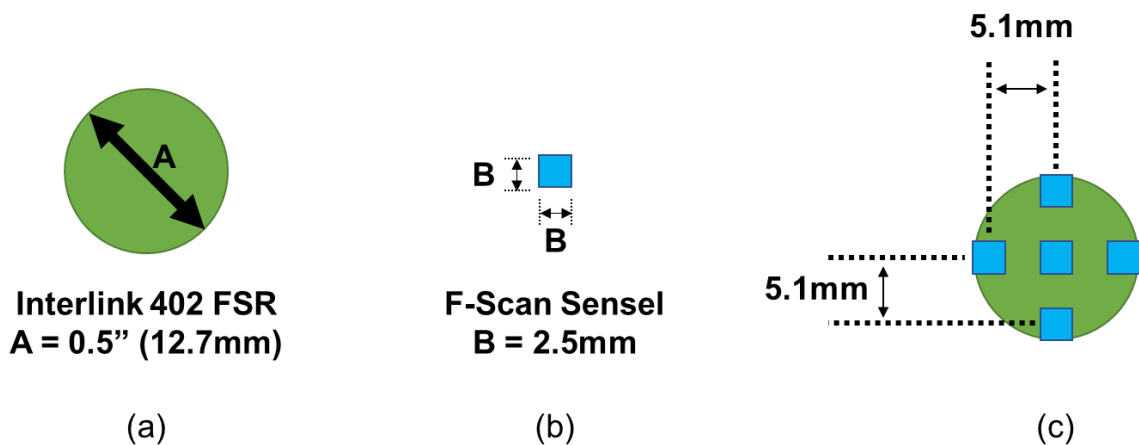 A
Interlink 402 FSR
A = 0.5” (12.7mm)
(a)
B
B
F-Scan Sensel
B = 2.5mm
(b)
5.1mm
5.1mm
(c)